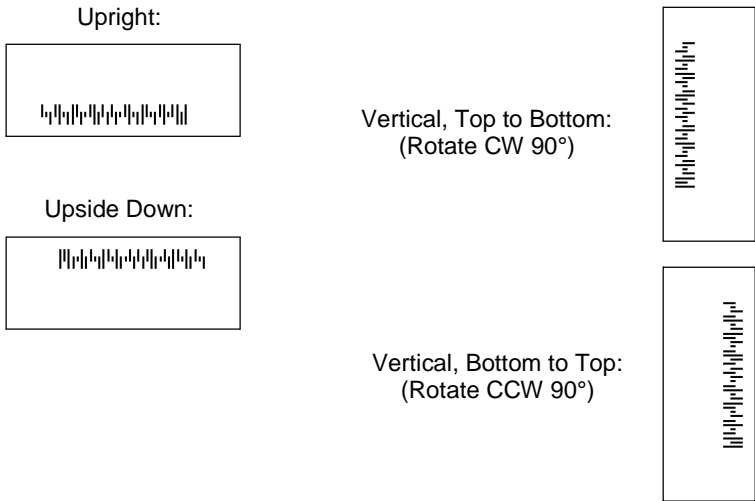 Upright:
Vertical, Top to Bottom:
(Rotate CW 90°)
Upside Down:
Vertical, Bottom to Top:
(Rotate CCW 90°)